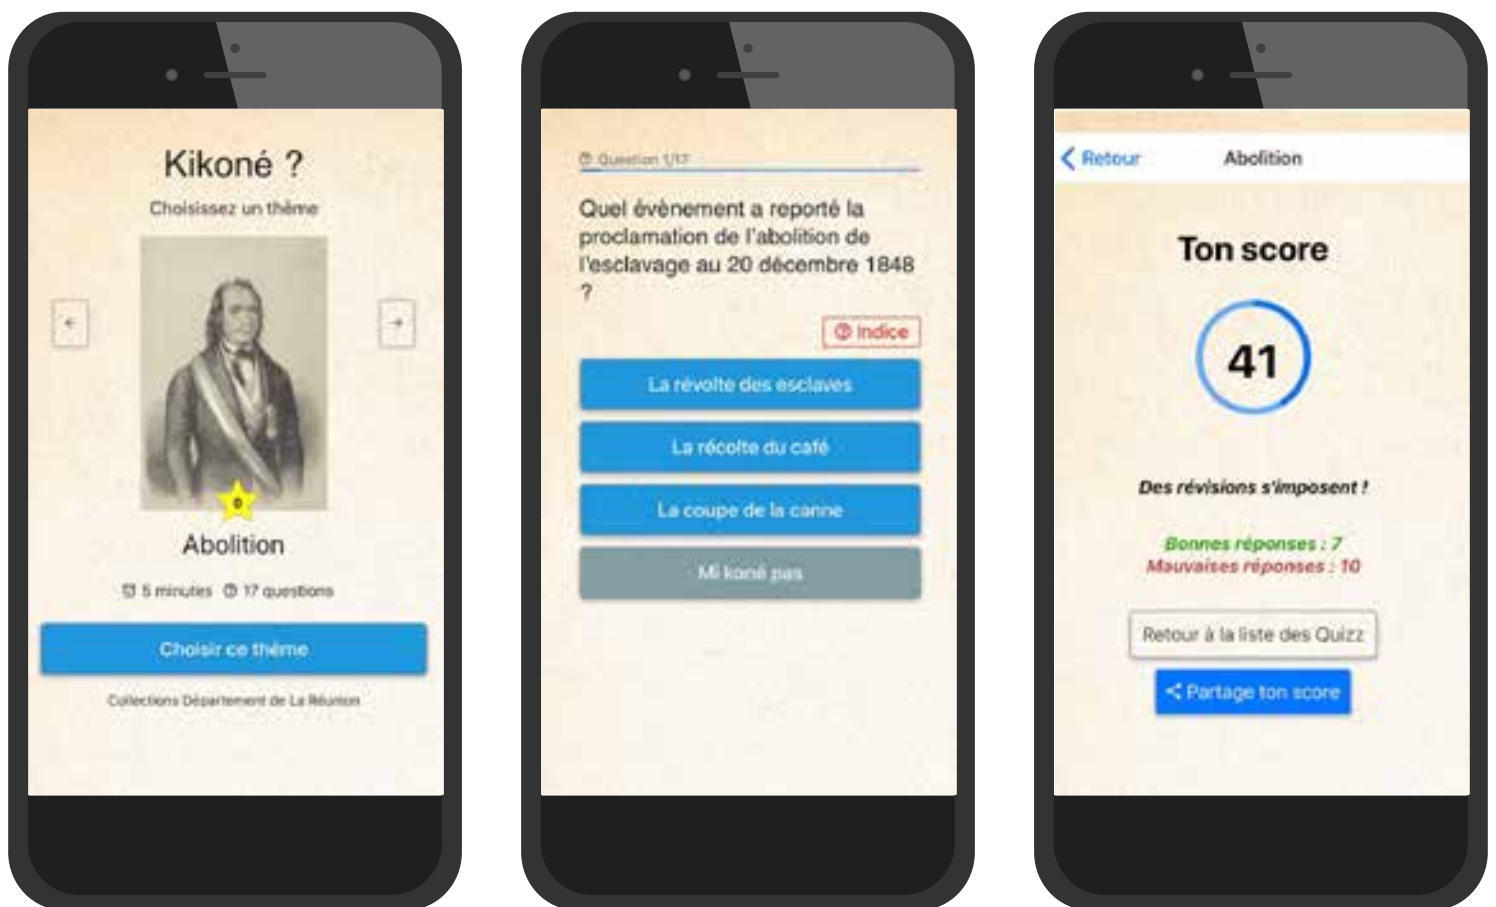 Kikoné ?
Choisissez un thème
←
→
0
Abolition
5 minutes 17 questions
Choisir ce thème
Collections Département de La Réunion
Question 1/17
Quel évènement a reporté la
proclamation de l'abolition de
l'esclavage au 20 décembre 1848
?
Indice
La révolte des esclaves
La récolte du café
La coupe de la canne
Mi koné pas
Retour
Abolition
Ton score
41
Des révisions s'imposent !
Bonnes réponses : 7
Mauvaises réponses : 10
Retour à la liste des Quizz
Partage ton score